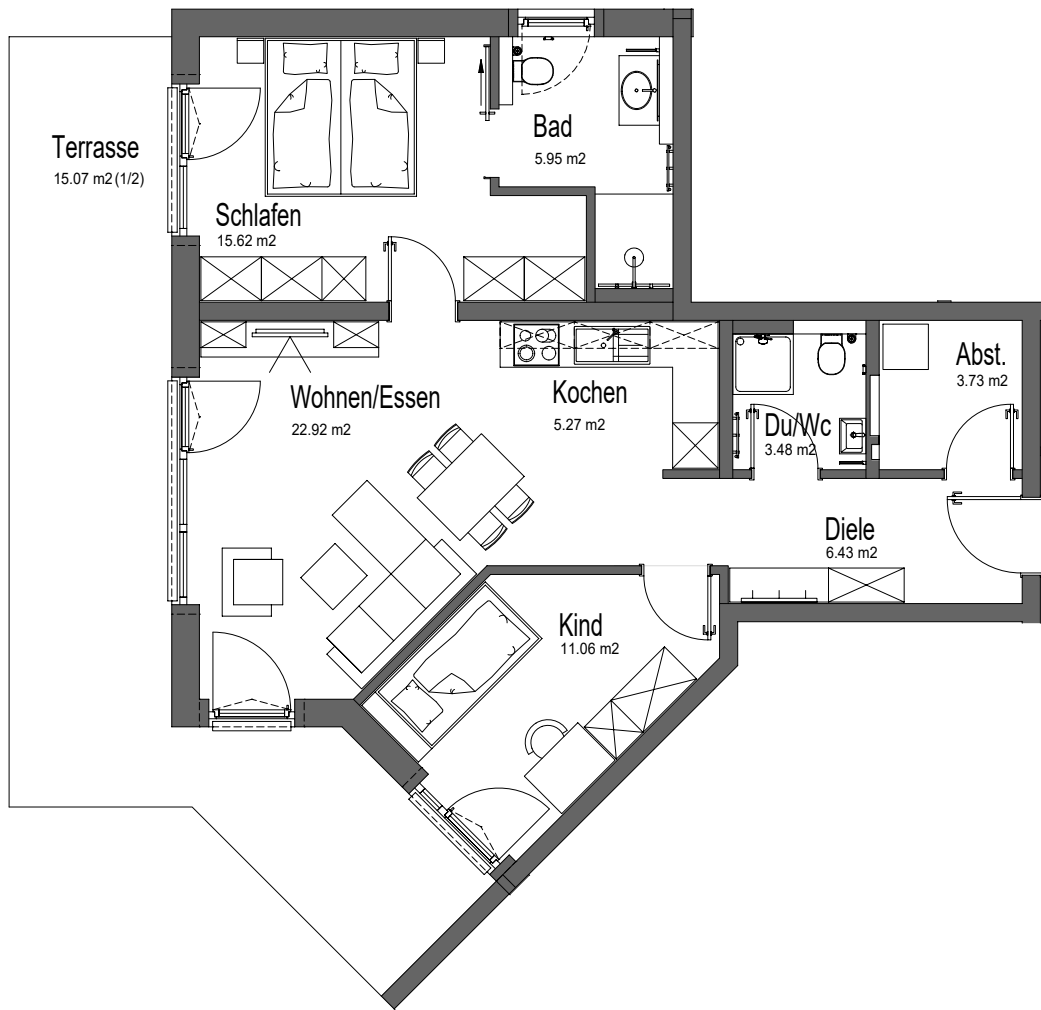 Terrasse
15.07 m2 (1/2)
Schlafen
15.62 m2
Bad
5.95 m2
Wohnen/Essen
22.92 m2
Kochen
5.27 m2
Du/Wc
3.48 m2
Abst.
3.73 m2
Diele
6.43 m2
Kind
11.06 m2